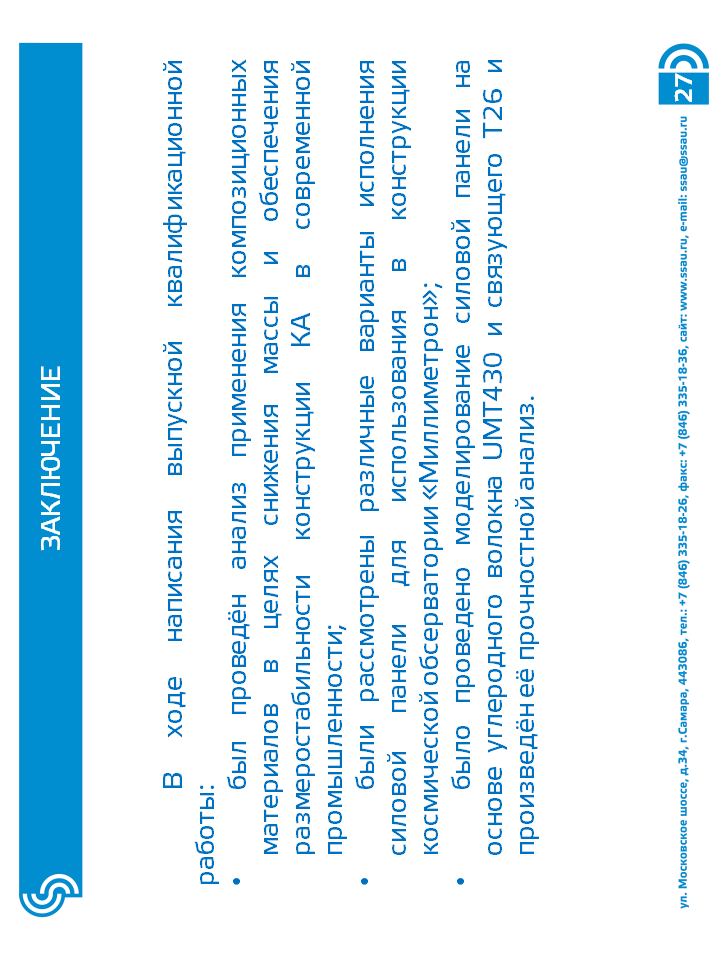 ЗАКЛЮЧЕНИЕ
В ходе написания выпускной квалификационной
работы:
• был проведён анализ применения композиционных
материалов в целях снижения массы и обеспечения
размеростабильности конструкции КА в современной
промышленности;
• были рассмотрены различные варианты исполнения
силовой панели для использования в конструкции
космической обсерватории «Миллиметрон»;
• было проведено моделирование силовой панели на
основе углеродного волокна UMT430 и связующего Т26 и
произведён её прочностной анализ.
ул. Московское шоссе, д.34, г.Самара, 443086, тел.: +7 (846) 335-18-26, факс: +7 (846) 335-18-36, сайт: www.ssau.ru, e-mail: ssau@ssau.ru
27